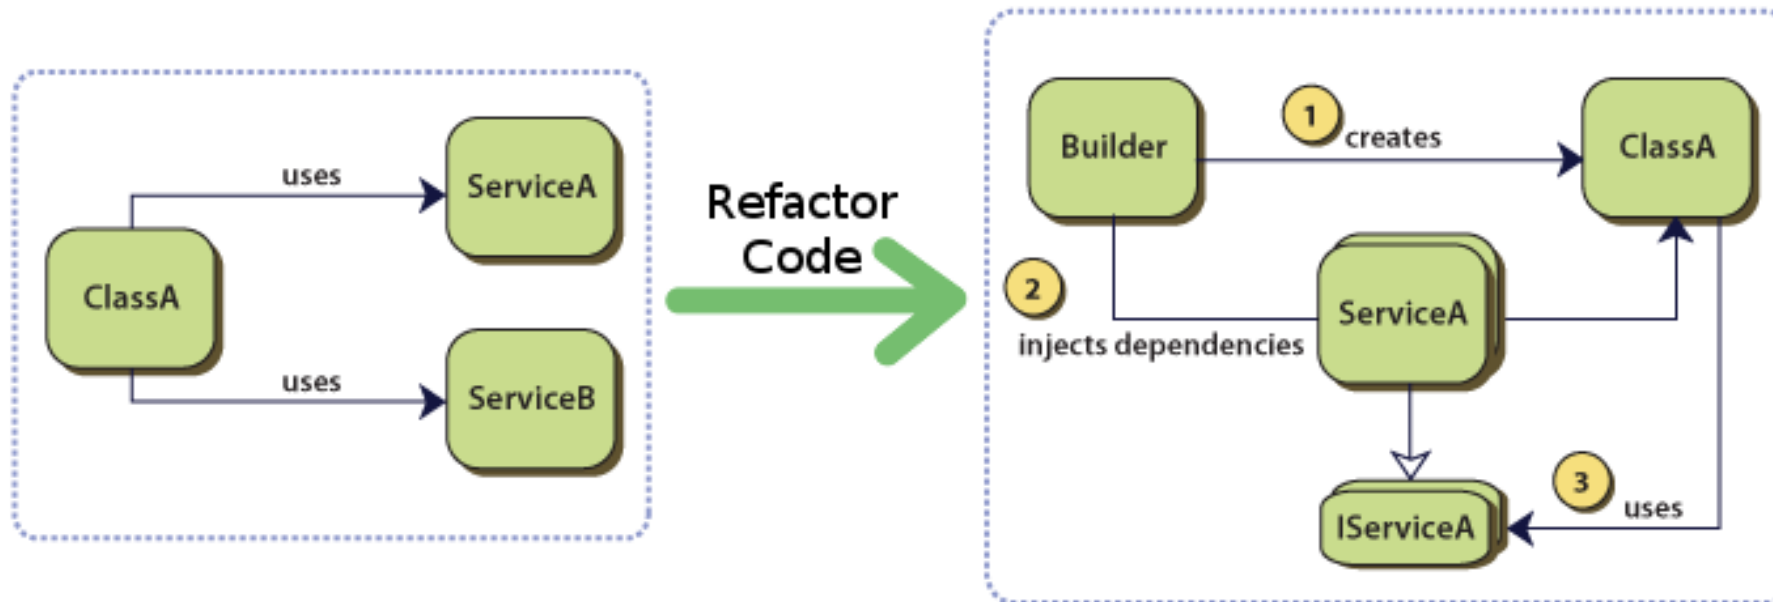 uses
ServiceA
ClassA
uses
ServiceB
Refactor
Code
Builder
1
creates
ClassA
2
injects dependencies
ServiceA
IServiceA
3
uses